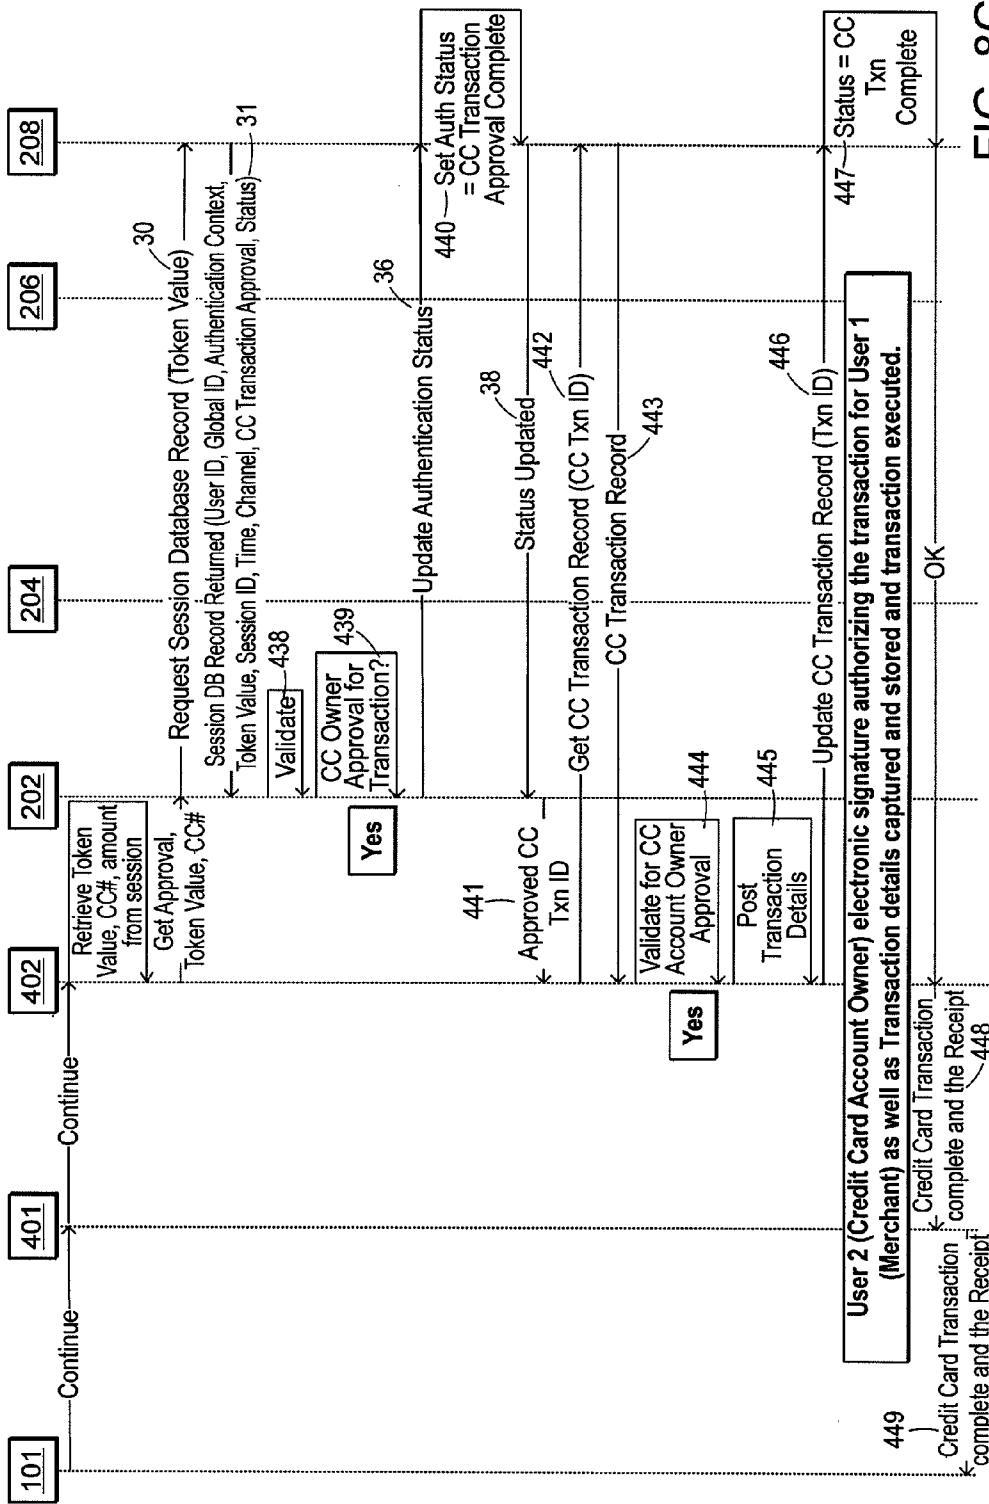 101
401
402
202
204
206
208
Continue
Continue
Retrieve Token
Value, CC#, amount
from session
Get Approval,
Token Value, CC#
Request Session Database Record (Token Value)
30
Session DB Record Returned (User ID, Global ID, Authentication Context,
Token Value, Session ID, Time, Channel, CC Transaction Approval, Status)
31
Validate
438
CC Owner
Approval for
Transaction?
439
Yes
Update Authentication Status
36
440
Set Auth Status
= CC Transaction
Approval Complete
Status Updated
38
441
Approved CC
Txn ID
Get CC Transaction Record (CC Txn ID)
442
CC Transaction Record
443
Validate for CC
Account Owner
Approval
444
Yes
Post
Transaction
Details
445
Update CC Transaction Record (Txn ID)
446
447
Status = CC
Txn
Complete
User 2 (Credit Card Account Owner) electronic signature authorizing the transaction for User 1
(Merchant) as well as Transaction details captured and stored and transaction executed.
OK
Credit Card Transaction
complete and the Receipt
448
449
Credit Card Transaction
complete and the Receipt